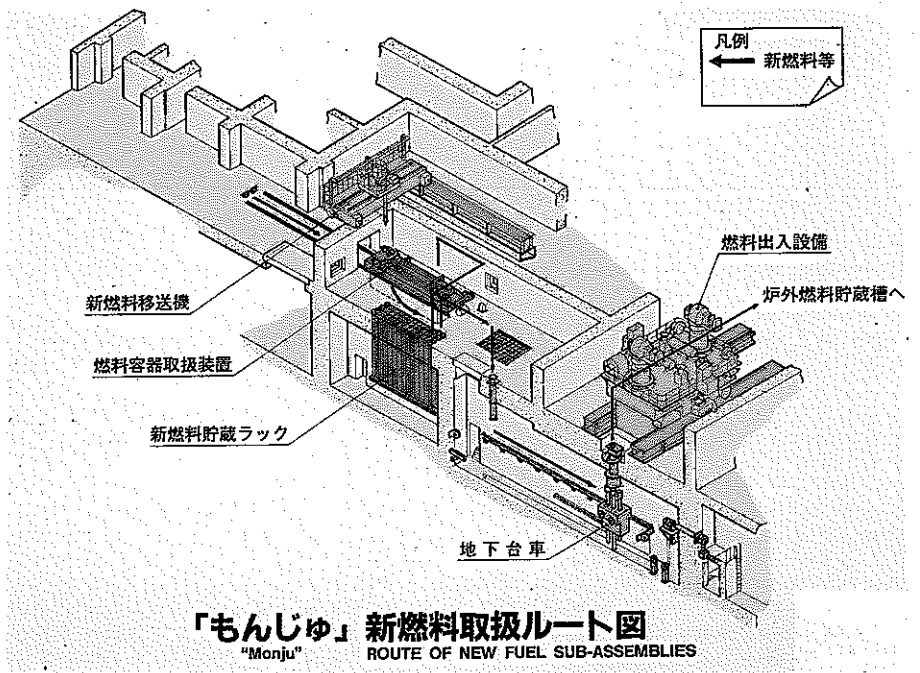 凡例
新燃料等
燃料出入設備
炉外燃料貯蔵槽へ
新燃料移送機
燃料容器取扱装置
新燃料貯蔵ラック
地下台車
「もんじゅ」新燃料取扱ルート図
"Monju" ROUTE OF NEW FUEL SUB-ASSEMBLIES